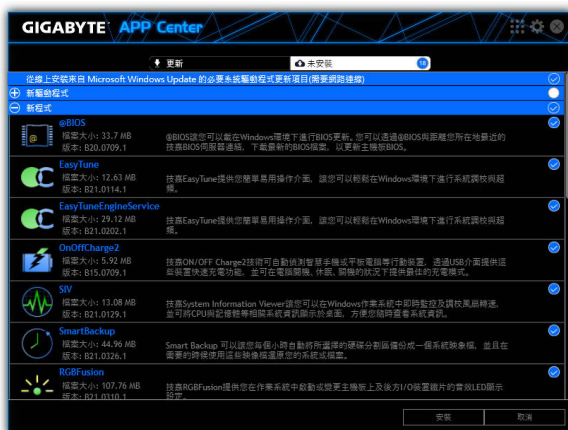 GIGABYTE APP Center
更新
未安裝 18
從線上安裝來自 Microsoft Windows Update 的必要系統驅動程式更新項目(需要網路連線)
新驅動程式
新程式
@BIOS
檔案大小: 33.7 MB
版本: B20.0709.1
@BIOS讓您可以載在Windows環境下進行BIOS更新。您可以透過@BIOS與距離您所在地最近的
技嘉BIOS伺服器連結，下載最新的BIOS檔案，以更新主機板BIOS。
EasyTune
檔案大小: 12.63 MB
版本: B21.0114.1
技嘉EasyTune提供您簡單易用操作介面，讓您可以輕鬆在Windows環境下進行系統調校與超
頻。
EasyTuneEngineService
檔案大小: 29.12 MB
版本: B21.0202.1
技嘉EasyTune提供您簡單易用操作介面，讓您可以輕鬆在Windows環境下進行系統調校與超
頻。
OnOffCharge2
檔案大小: 5.92 MB
版本: B15.0709.1
技嘉ON/OFF Charge2技術可自動偵測智慧手機或平板電腦等行動裝置，透過USB介面提供這
些裝置快速充電功能，並可在電腦開機、休眠、關機的狀況下提供最佳的充電模式。
SIV
檔案大小: 13.08 MB
版本: B21.0129.1
技嘉System Information Viewer讓您可以在Windows作業系統中即時監控及調校風扇轉速，
並可將CPU與記憶體等相關系統資訊顯示於桌面，方便您隨時查看系統資訊。
SmartBackup
檔案大小: 44.96 MB
版本: B21.0326.1
Smart Backup 可以讓您每個小時自動將所選擇的硬碟分割區備份成一個系統映像檔，並且在
需要的時候使用這些映像檔還原您的系統或檔案。
RGBFusion
檔案大小: 107.76 MB
版本: B21.0310.1
技嘉RGBFusion提供您在作業系統中啟動或變更主機板上及後方I/O裝置鐵片的音效LED顯示
設定。
安裝
取消